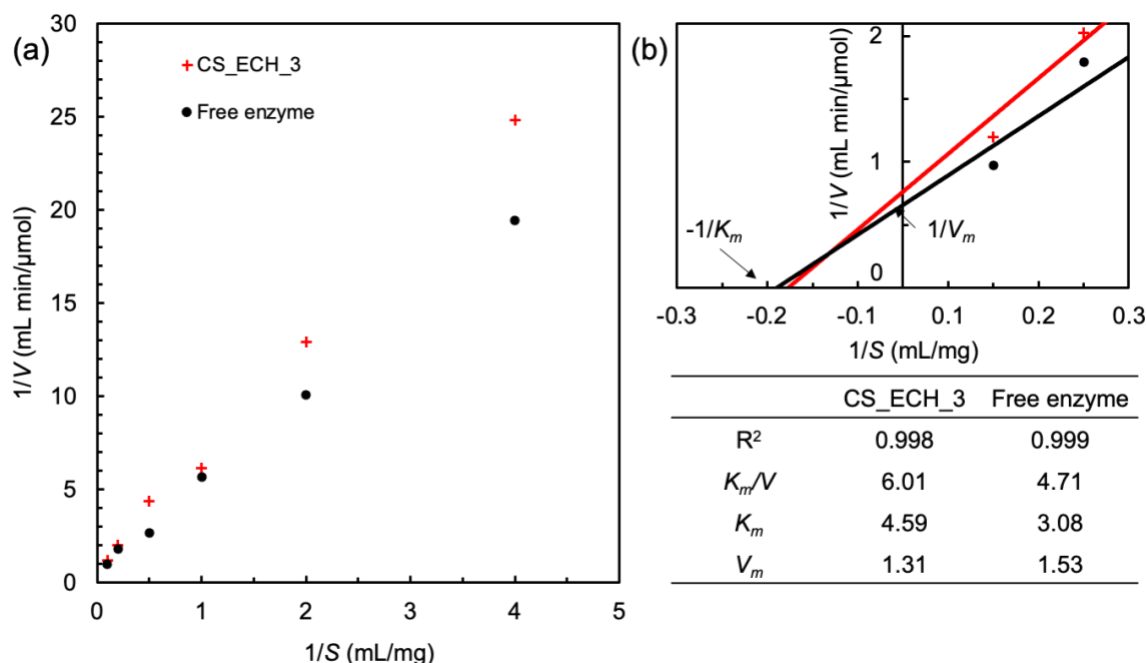 (a)
30
25
20
15
10
5
0
1/V (mL min/μmol)
CS_ECH_3
Free enzyme
0 1 2 3 4 5
1/S (mL/mg)
(b)
2
1
0
1/V (mL min/μmol)
-1/Km
1/Vm
-0.3 -0.2 -0.1 0.1 0.2 0.3
1/S (mL/mg)
CS_ECH_3 Free enzyme
R² 0.998 0.999
Km/V 6.01 4.71
Km 4.59 3.08
Vm 1.31 1.53